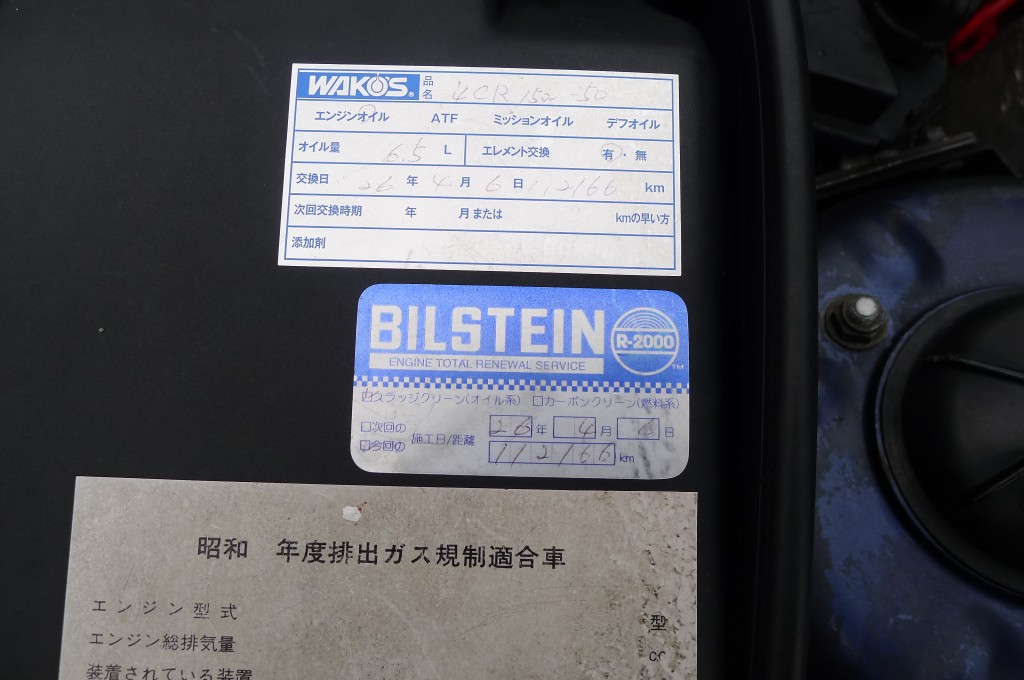 WAKO'S® 品名 4CR 15w-50
エンジンオイル ATF ミッションオイル デフオイル
オイル量 6.5 L エレメント交換 有・無
交換日 26 年 4 月 6 日 112166 km
次回交換時期 年 月または kmの早い方
添加剤
BILSTEIN R-2000 TM
ENGINE TOTAL RENEWAL SERVICE
☑スラッジクリーン(オイル系) □カーボンクリーン(燃料系)
□次回の
☑今回の
施工日/距離
26 年 4 月 6 日
112166 km
昭和 年度排出ガス規制適合車
エンジン型式 型
エンジン総排気量 cc
装着されている装置